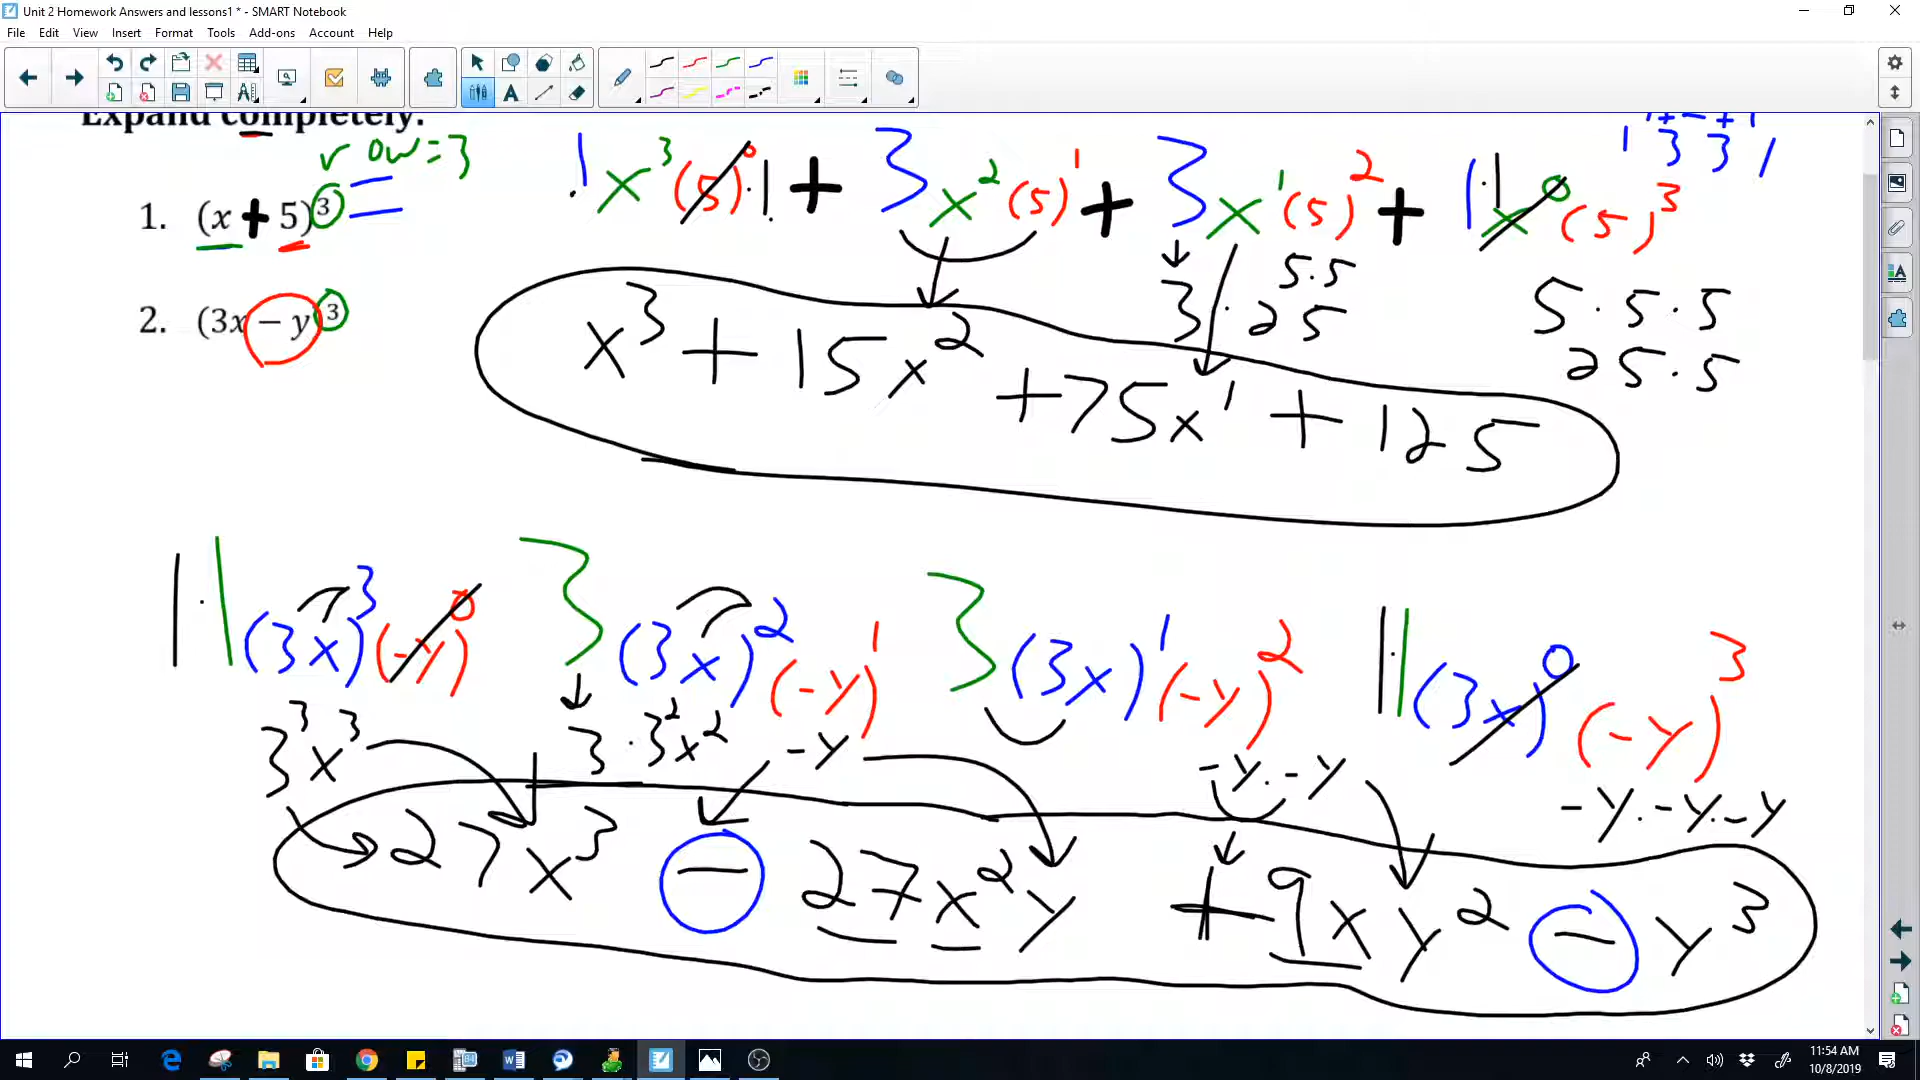 Unit 2 Homework Answers and lessons1 * - SMART Notebook
File Edit View Insert Format Tools Add-ons Account Help
Expand completely.
row=3
1 3 3 1
1. (x + 5)³
1x³(5)⁰·1 + 3x²(5)¹ + 3x¹(5)² + 1·1x⁰(5)³
5·5
3·25
5·5·5
25·5
2. (3x − y)³
x³ + 15x² + 75x¹ + 125
1·1(3x)³(-y)⁰ 3(3x)²(-y)¹ 3(3x)¹(-y)² 1·1(3x)⁰(-y)³
3³x³ 3·3²x² -y -y·-y -y·-y·-y
27x³ − 27x²y + 9xy² − y³
11:54 AM
10/8/2019